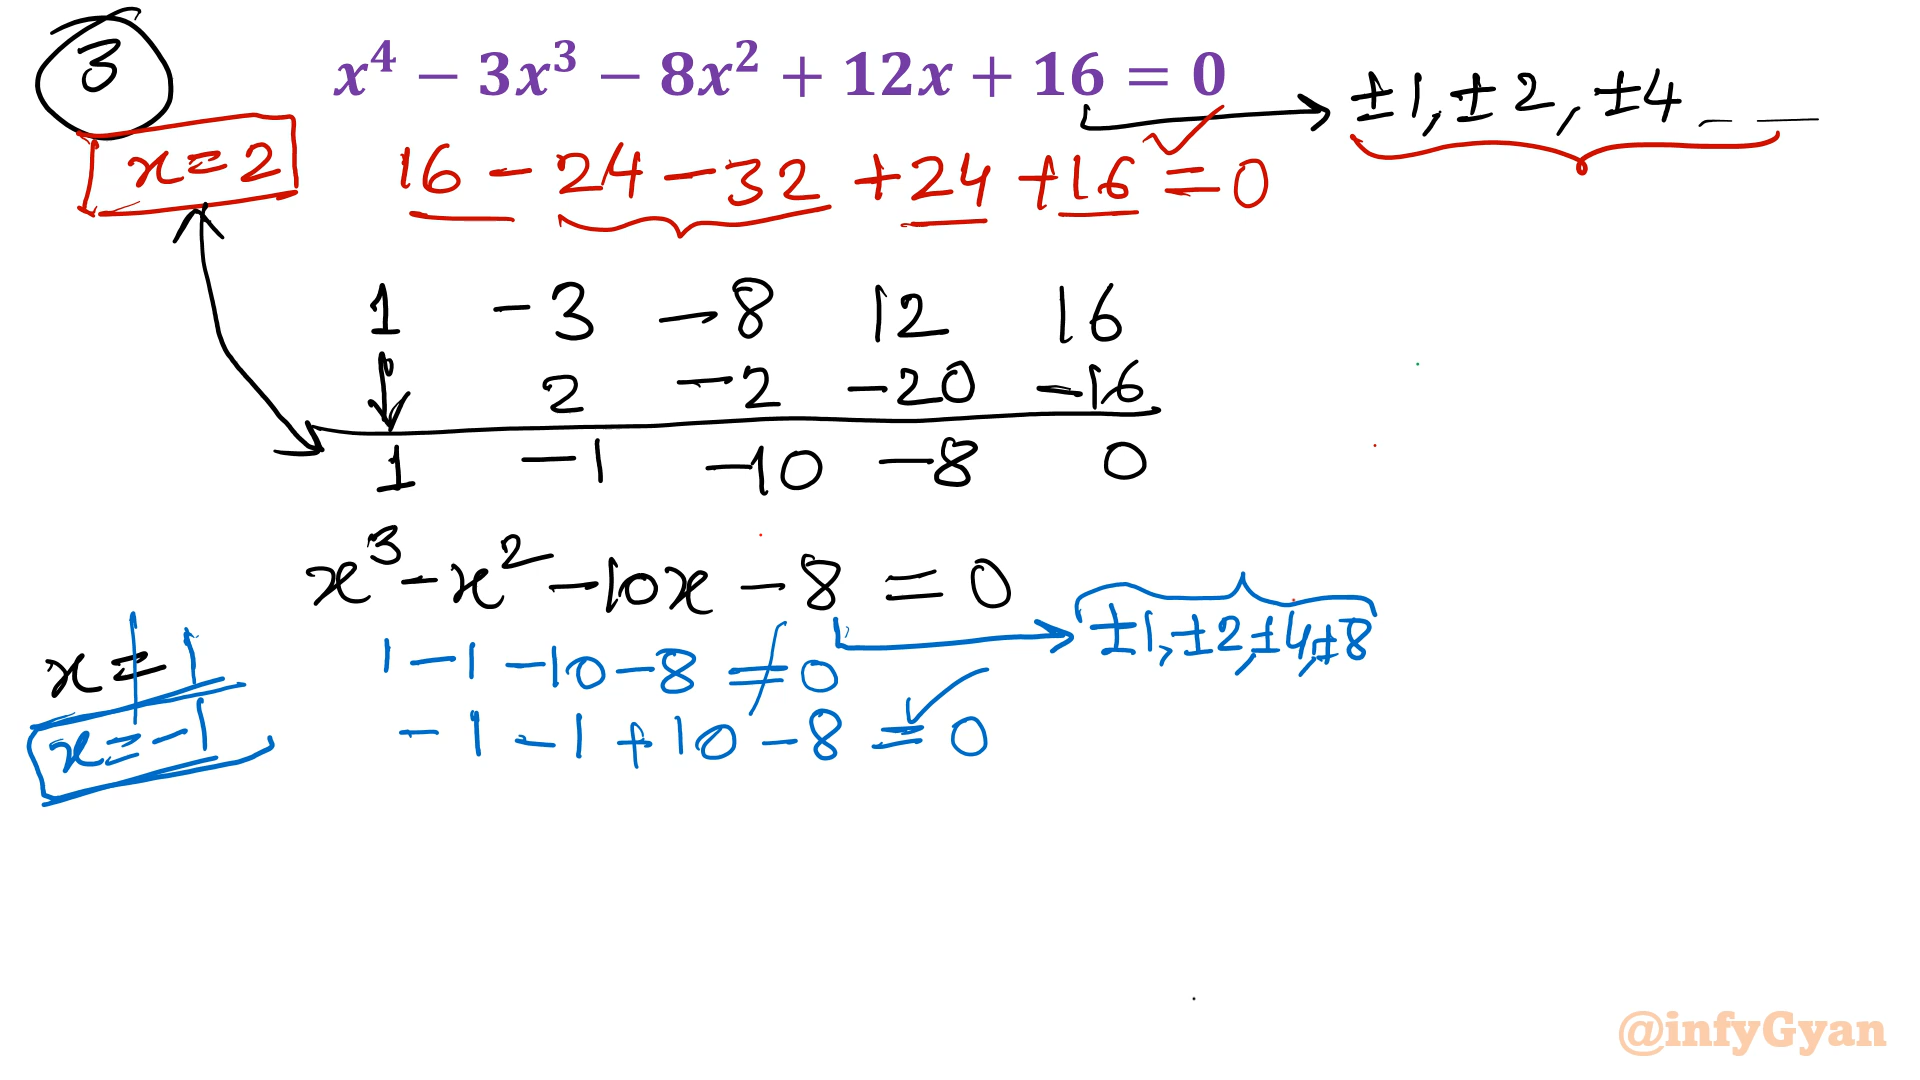 3
x⁴ − 3x³ − 8x² + 12x + 16 = 0
±1, ±2, ±4 _ _
x = 2
16 − 24 − 32 + 24 + 16 = 0
1 −3 −8 12 16
2 −2 −20 −16
1 −1 −10 −8 0
x³ − x² − 10x − 8 = 0
±1, ±2, ±4, ±8
x = 1
1 − 1 − 10 − 8 ≠ 0
x = −1
−1 − 1 + 10 − 8 = 0
@infyGyan